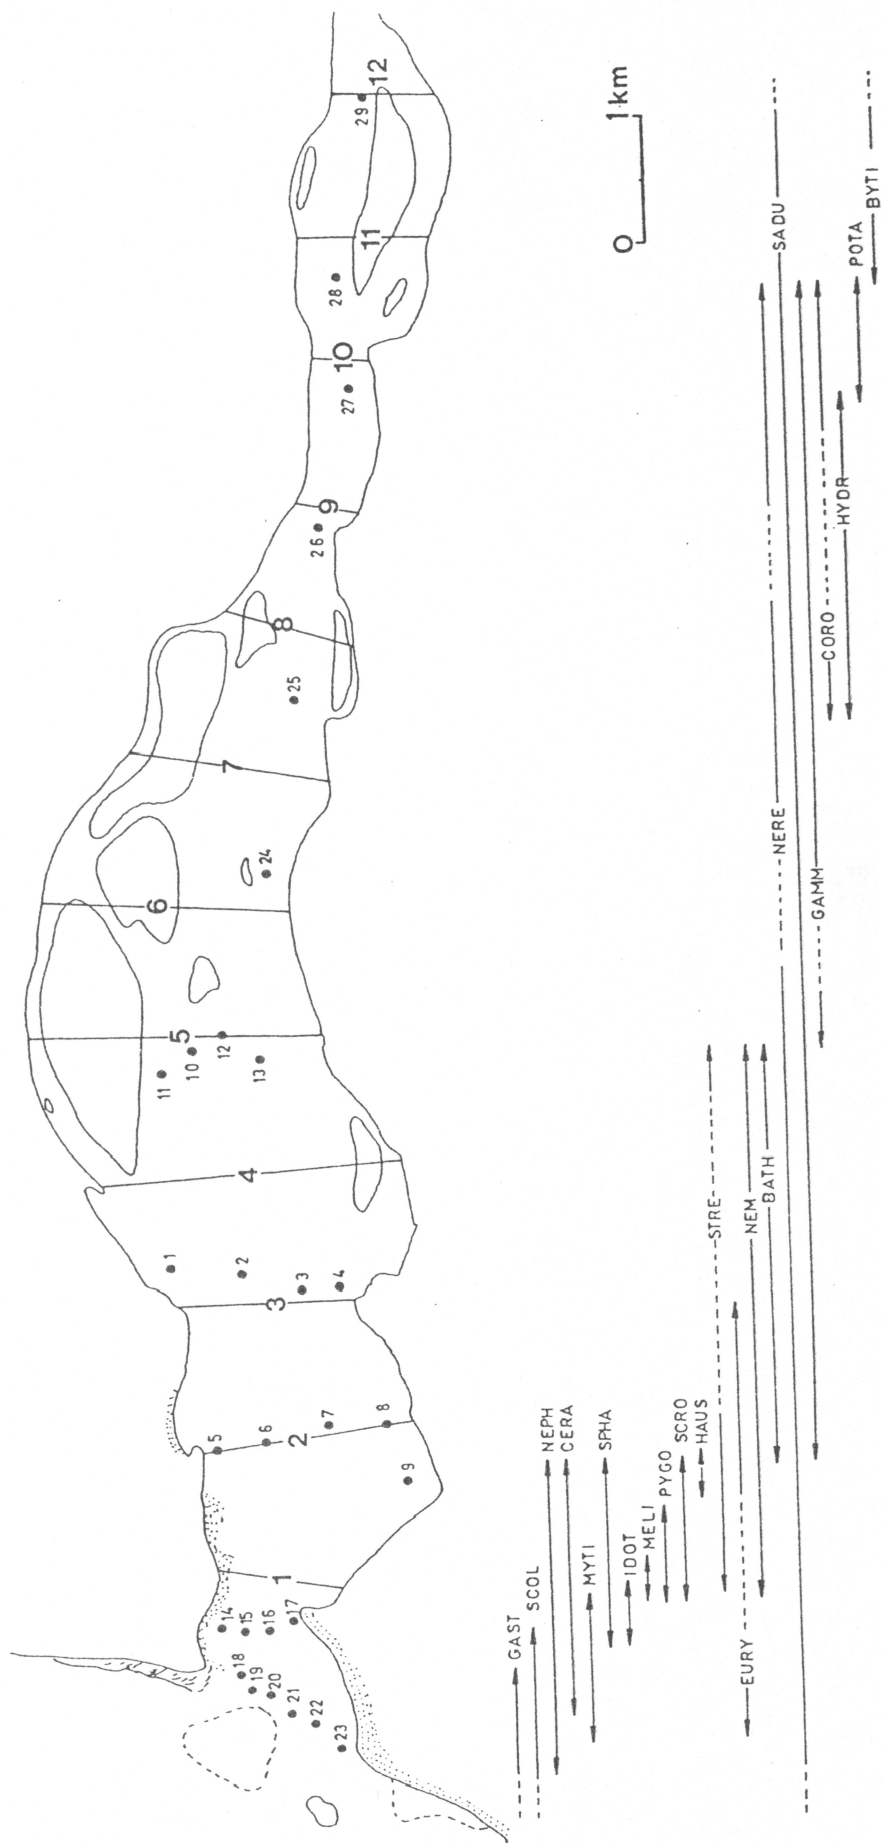 1
2
3
4
5
6
7
8
9
10
11
12
1
2
3
4
5
6
7
8
9
10
11
12
13
14
15
16
17
18
19
20
21
22
23
24
25
26
27
28
29
0 1 km
GAST
SCOL
NEPH
CERA
MYTI
SPHA
IDOT
MELI
PYGO
SCRO
HAUS
STRE
EURY
NEM
BATH
NERE
SADU
GAMM
CORO
HYDR
POTA
BYTI